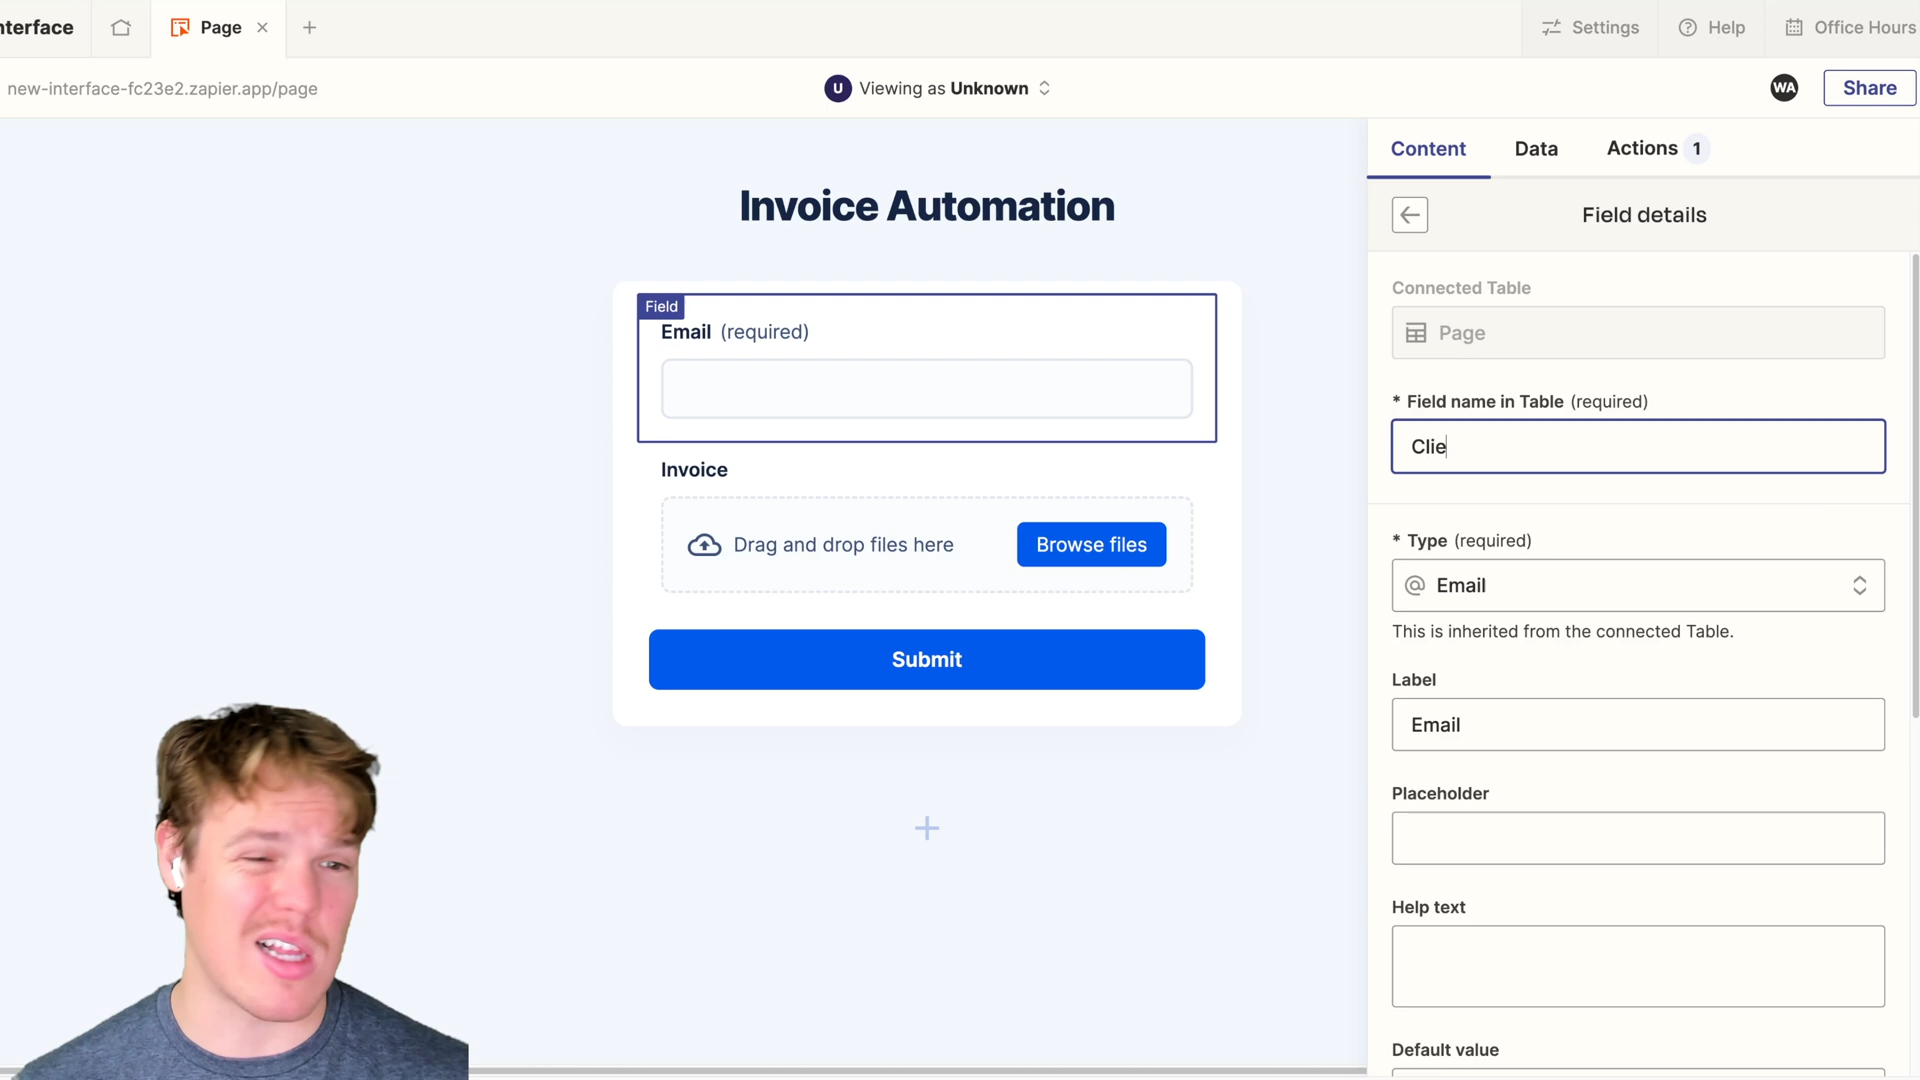 nterface
Page
Settings
Help
Office Hours
new-interface-fc23e2.zapier.app/page
U
Viewing as Unknown
WA
Share
Content
Data
Actions 1
Field details
Invoice Automation
Field
Email (required)
Invoice
Drag and drop files here
Browse files
Submit
Connected Table
Page
* Field name in Table (required)
Clie
* Type (required)
Email
This is inherited from the connected Table.
Label
Email
Placeholder
Help text
Default value